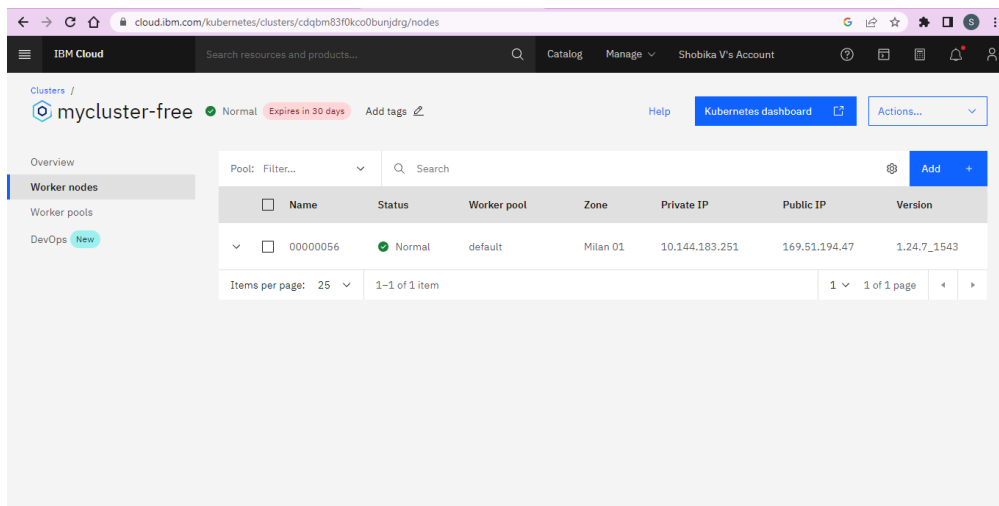 cloud.ibm.com/kubernetes/clusters/cdqbm83f0kco0bunjdrg/nodes G S
IBM Cloud Search resources and products... Catalog Manage Shobika V's Account
Clusters /
mycluster-free Normal Expires in 30 days Add tags Help Kubernetes dashboard Actions...
Overview
Worker nodes
Worker pools
DevOps New
Pool: Filter... Search Add +
Name Status Worker pool Zone Private IP Public IP Version
00000056 Normal default Milan 01 10.144.183.251 169.51.194.47 1.24.7_1543
Items per page: 25 1–1 of 1 item 1 1 of 1 page